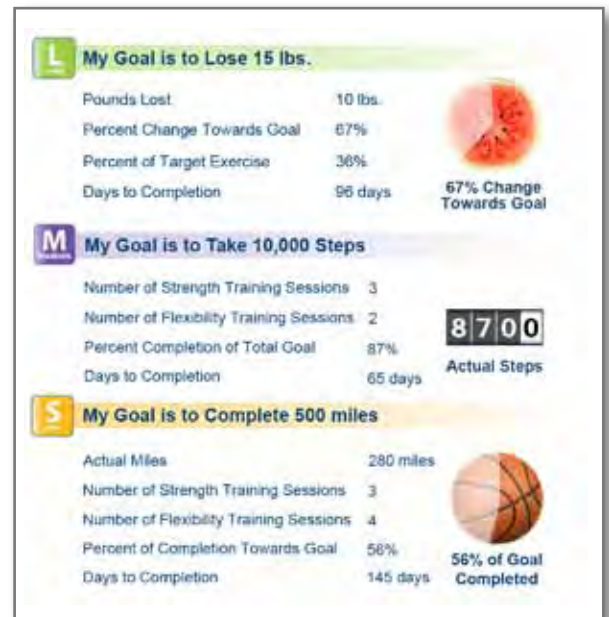 L
My Goal is to Lose 15 lbs.
Pounds Lost 10 lbs.
Percent Change Towards Goal 67%
Percent of Target Exercise 36%
Days to Completion 96 days
67% Change
Towards Goal
M
My Goal is to Take 10,000 Steps
Number of Strength Training Sessions 3
Number of Flexibility Training Sessions 2
Percent Completion of Total Goal 87%
Days to Completion 65 days
8700
Actual Steps
S
My Goal is to Complete 500 miles
Actual Miles 280 miles
Number of Strength Training Sessions 3
Number of Flexibility Training Sessions 4
Percent of Completion Towards Goal 56%
Days to Completion 145 days
56% of Goal
Completed